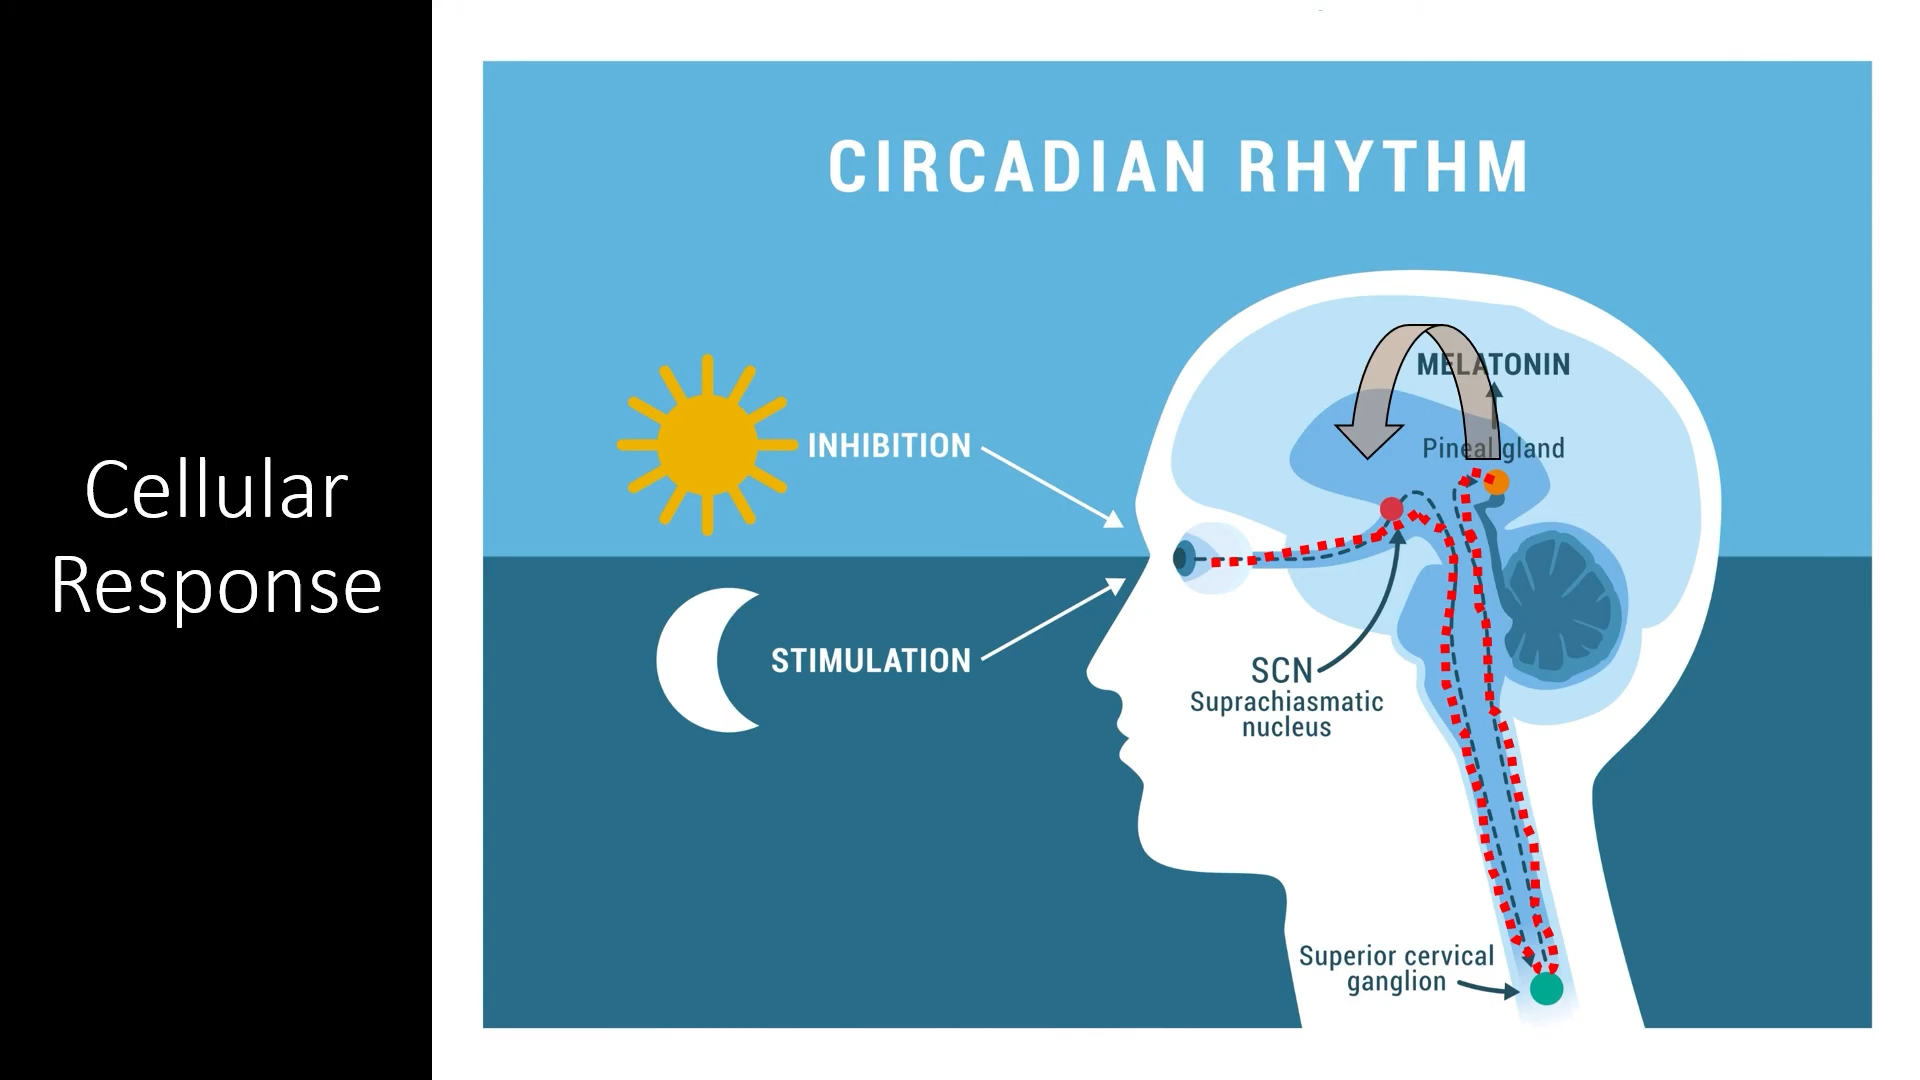 Cellular
Response
CIRCADIAN RHYTHM
MELATONIN
INHIBITION
Pineal gland
STIMULATION
SCN
Suprachiasmatic
nucleus
Superior cervical
ganglion